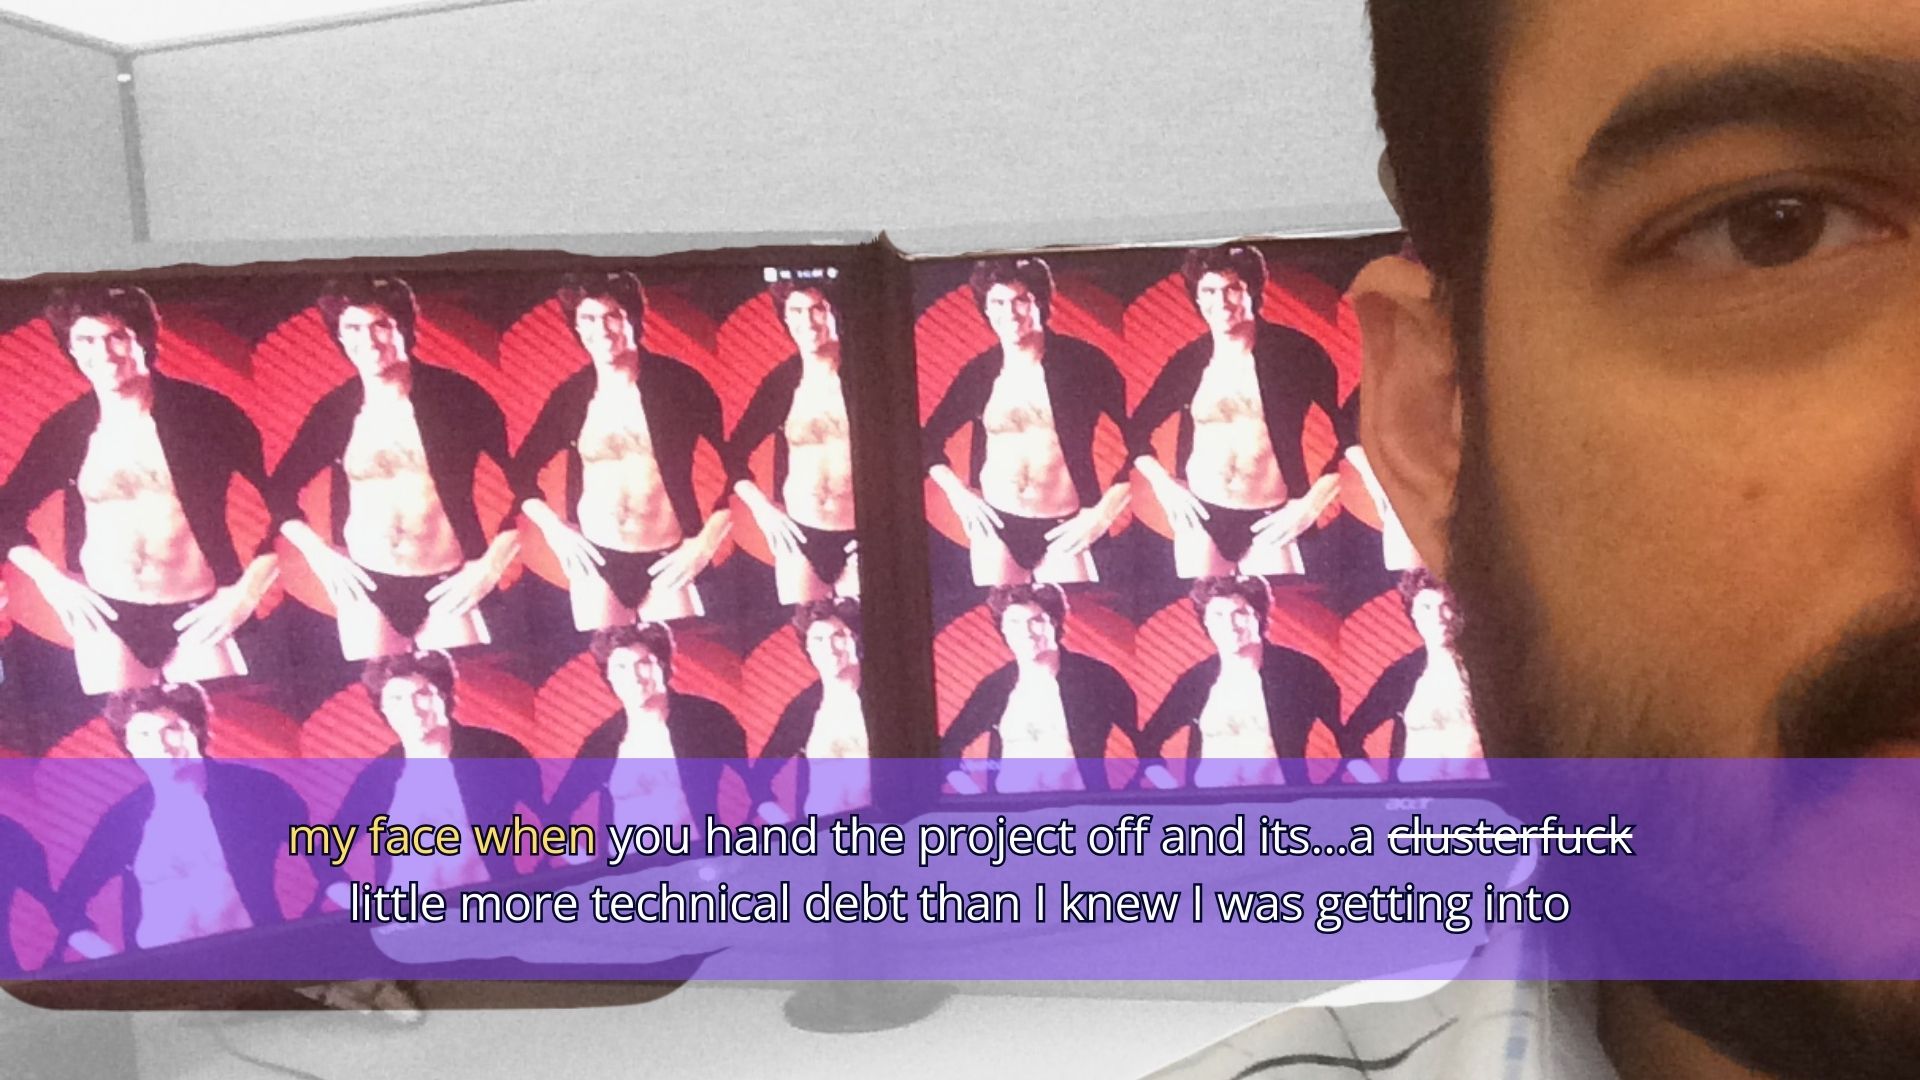 my face when you hand the project off and its...a clusterfuck
little more technical debt than I knew I was getting into
acer